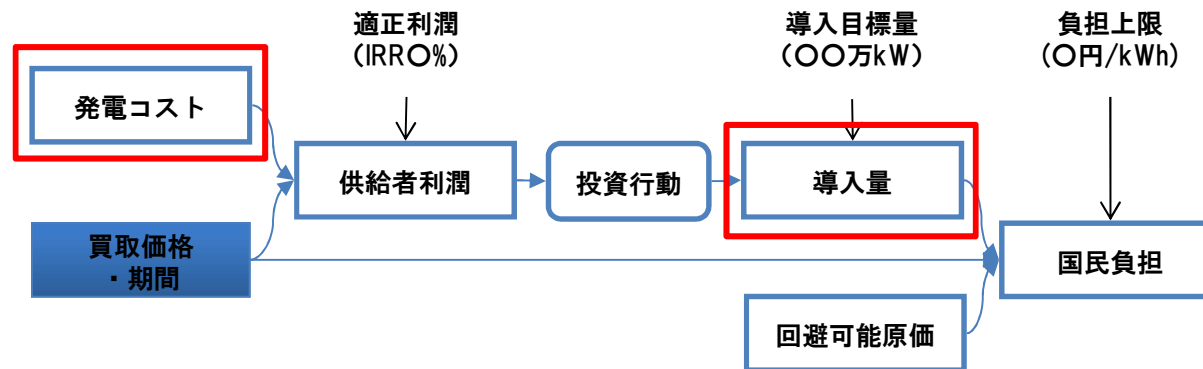 適正利潤
（IRR〇%）
導入目標量
（〇〇万kW）
負担上限
（〇円/kWh）
発電コスト
供給者利潤
投資行動
導入量
買取価格
・期間
国民負担
回避可能原価